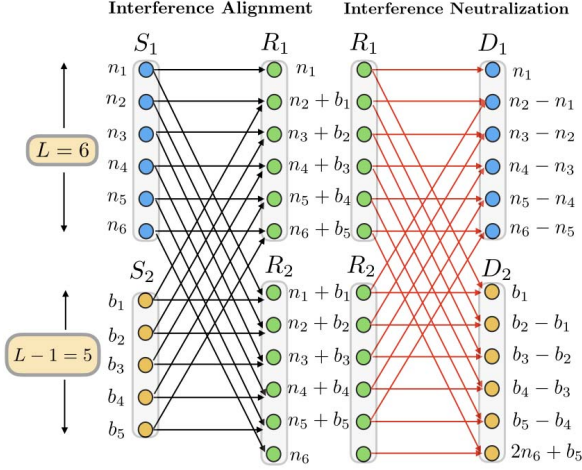 Interference Alignment
Interference Neutralization
S₁ R₁ R₁ D₁
n₁ n₁ n₁
n₂ n₂ + b₁ n₂ − n₁
n₃ n₃ + b₂ n₃ − n₂
L = 6
n₄ n₄ + b₃ n₄ − n₃
n₅ n₅ + b₄ n₅ − n₄
n₆ n₆ + b₅ n₆ − n₅
S₂ R₂ R₂ D₂
b₁ n₁ + b₁ b₁
b₂ n₂ + b₂ b₂ − b₁
L − 1 = 5
b₃ n₃ + b₃ b₃ − b₂
b₄ n₄ + b₄ b₄ − b₃
b₅ n₅ + b₅ b₅ − b₄
n₆ 2n₆ + b₅